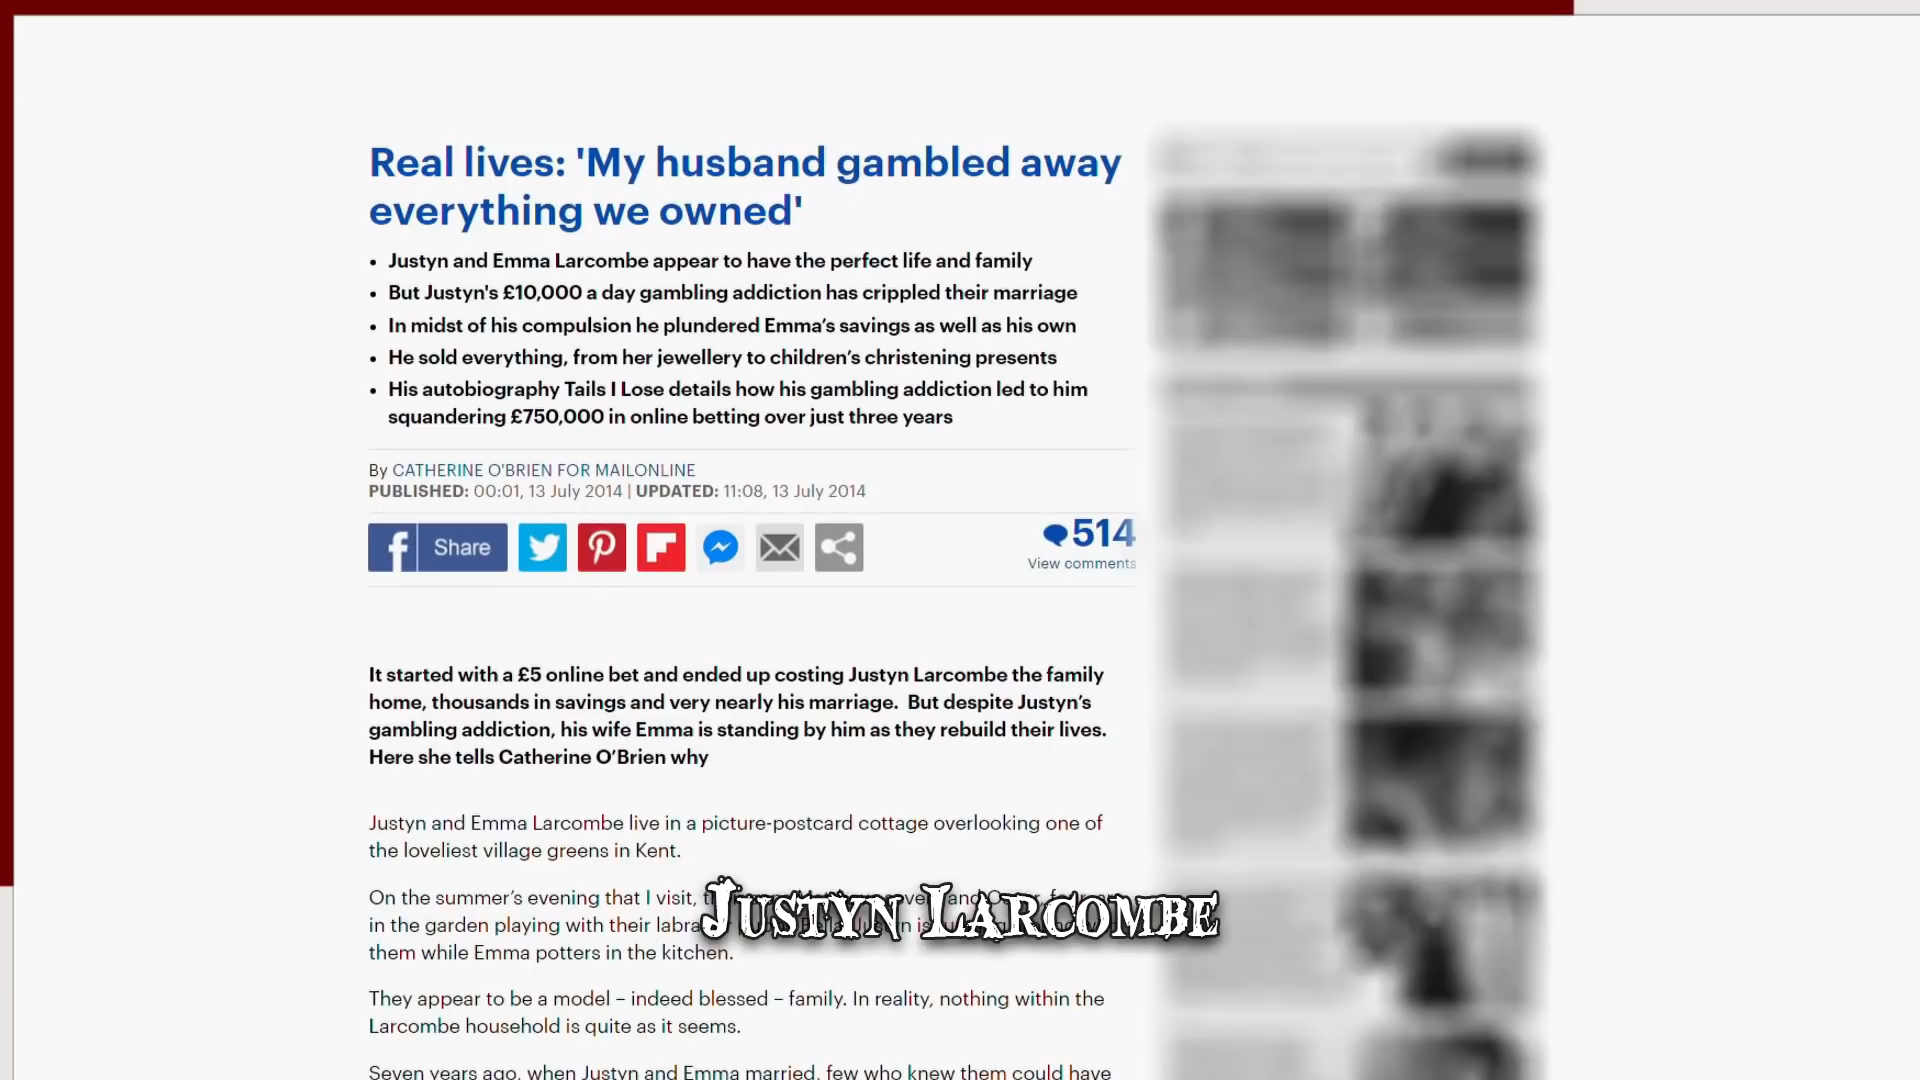 Real lives: 'My husband gambled away
everything we owned'
• Justyn and Emma Larcombe appear to have the perfect life and family
• But Justyn's £10,000 a day gambling addiction has crippled their marriage
• In midst of his compulsion he plundered Emma’s savings as well as his own
• He sold everything, from her jewellery to children’s christening presents
• His autobiography Tails I Lose details how his gambling addiction led to him
squandering £750,000 in online betting over just three years
By CATHERINE O'BRIEN FOR MAILONLINE
PUBLISHED: 00:01, 13 July 2014 | UPDATED: 11:08, 13 July 2014
Share
514
View comments
It started with a £5 online bet and ended up costing Justyn Larcombe the family
home, thousands in savings and very nearly his marriage. But despite Justyn’s
gambling addiction, his wife Emma is standing by him as they rebuild their lives.
Here she tells Catherine O’Brien why
Justyn and Emma Larcombe live in a picture-postcard cottage overlooking one of
the loveliest village greens in Kent.
On the summer’s evening that I visit, and
in the garden playing with their
them while Emma potters in the kitchen.
Justyn Larcombe
They appear to be a model – indeed blessed – family. In reality, nothing within the
Larcombe household is quite as it seems.
Seven years ago, when Justyn and Emma married, few who knew them could have